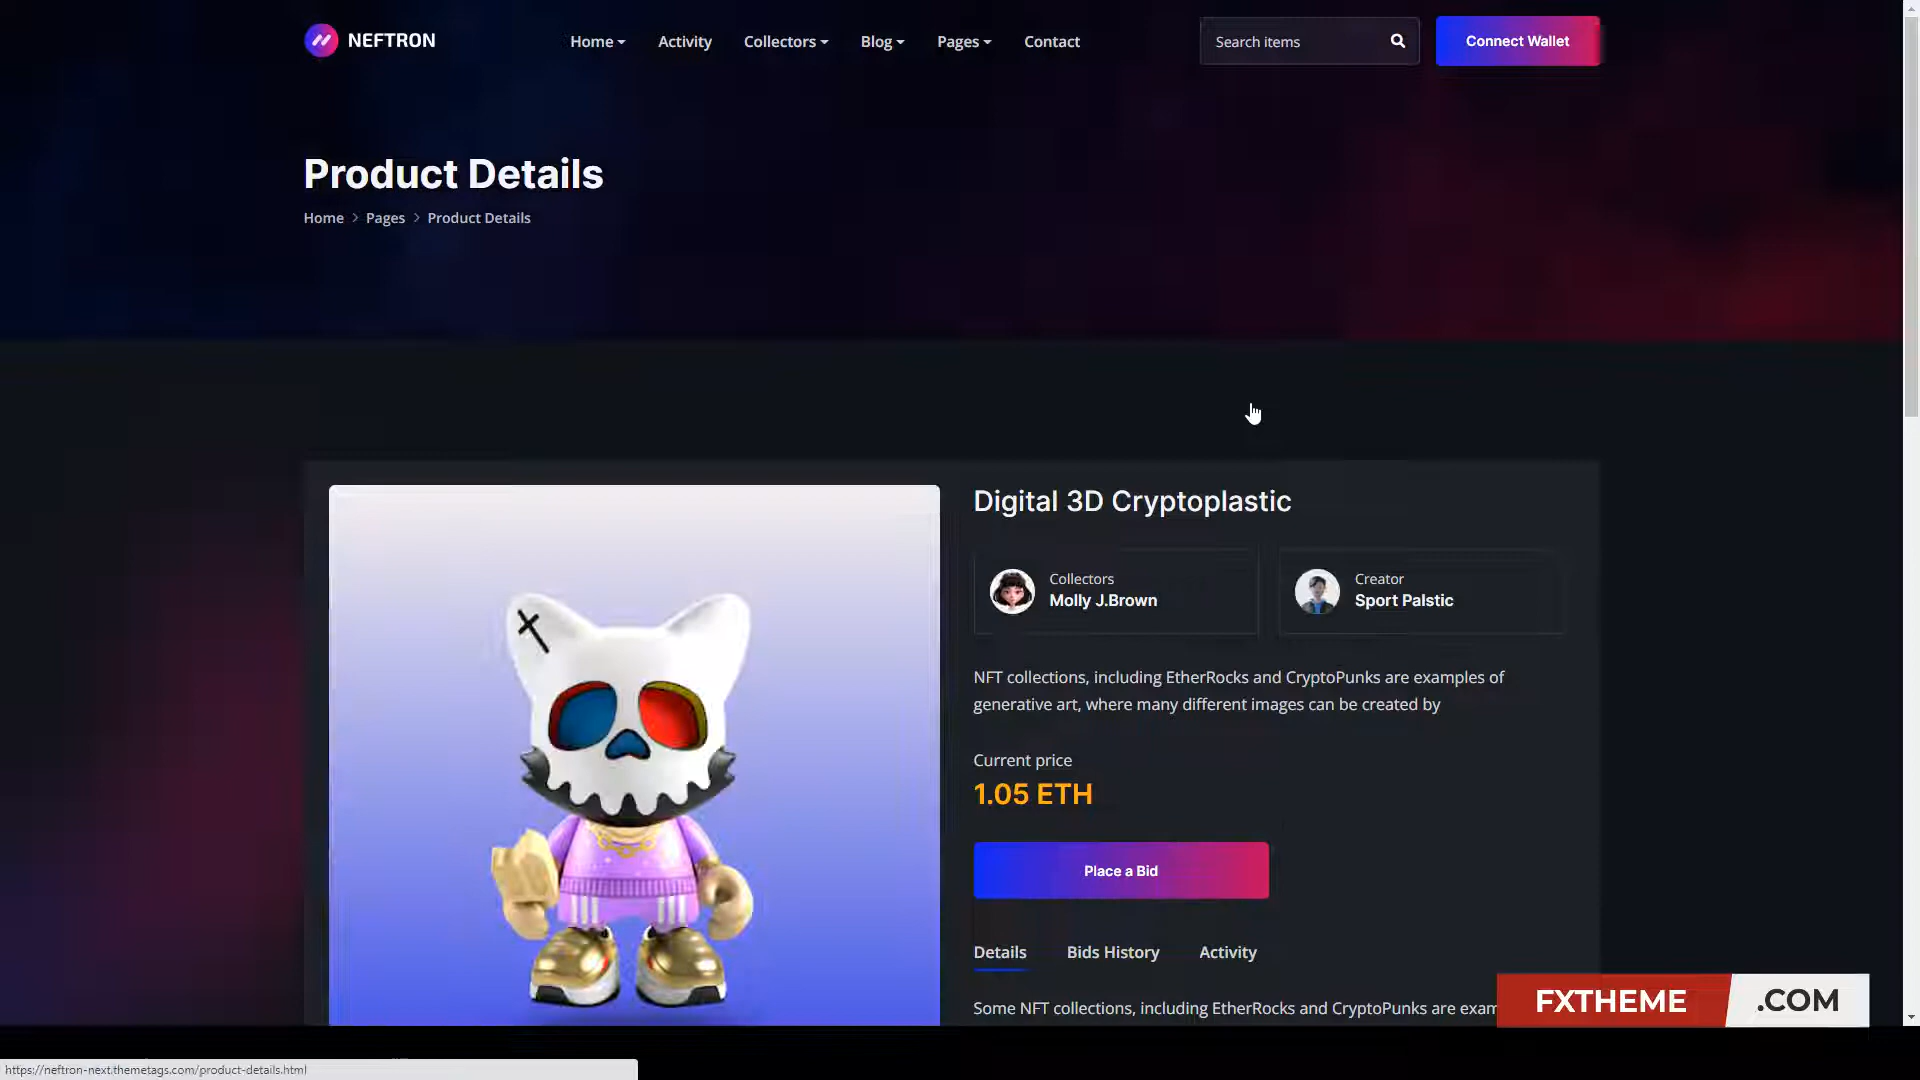 NEFTRON
Home
Activity
Collectors
Blog
Pages
Contact
Search items
Connect Wallet
Product Details
Home > Pages > Product Details
Digital 3D Cryptoplastic
Collectors
Molly J.Brown
Creator
Sport Palstic
NFT collections, including EtherRocks and CryptoPunks are examples of
generative art, where many different images can be created by
Current price
1.05 ETH
Place a Bid
Details
Bids History
Activity
Some NFT collections, including EtherRocks and CryptoPunks are exam
FXTHEME .COM
https://neftron-next.themetags.com/product-details.html